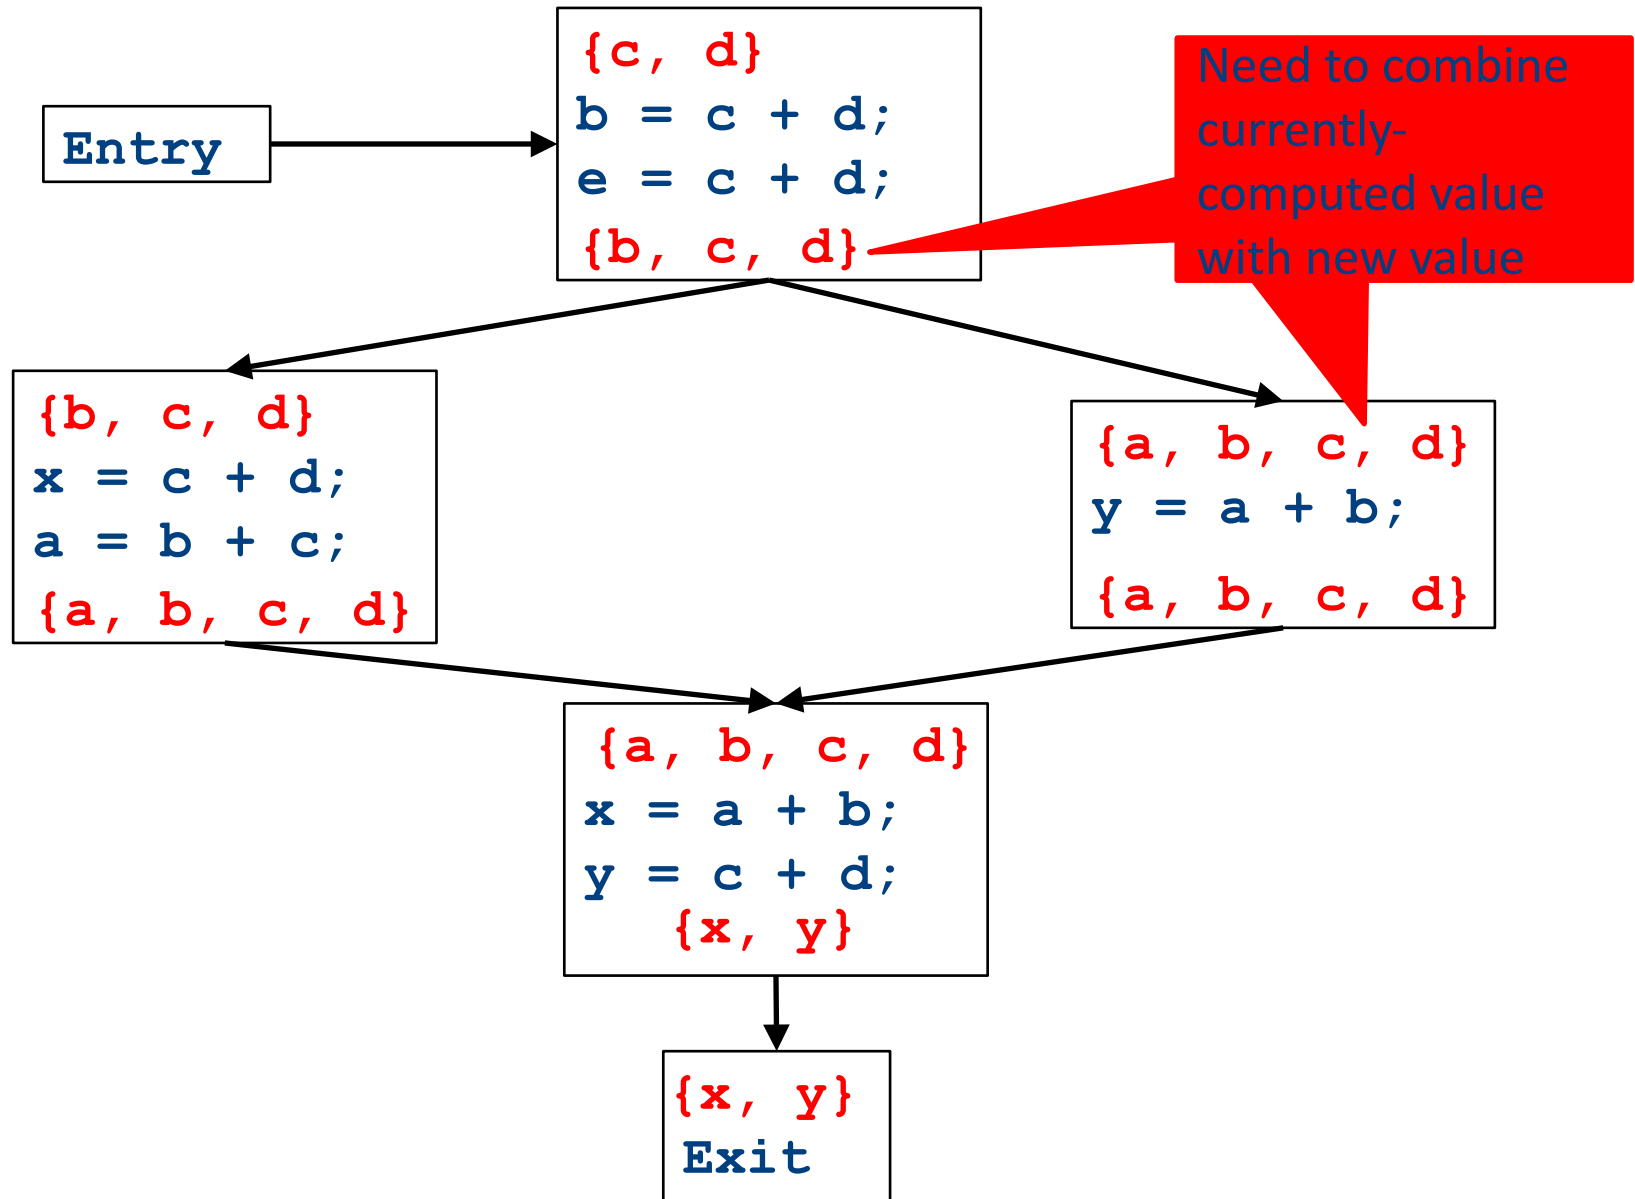 {c, d}
b = c + d;
e = c + d;
{b, c, d}
Entry
Need to combine
currently-
computed value
with new value
{b, c, d}
x = c + d;
a = b + c;
{a, b, c, d}
{a, b, c, d}
y = a + b;
{a, b, c, d}
{a, b, c, d}
x = a + b;
y = c + d;
{x, y}
{x, y}
Exit